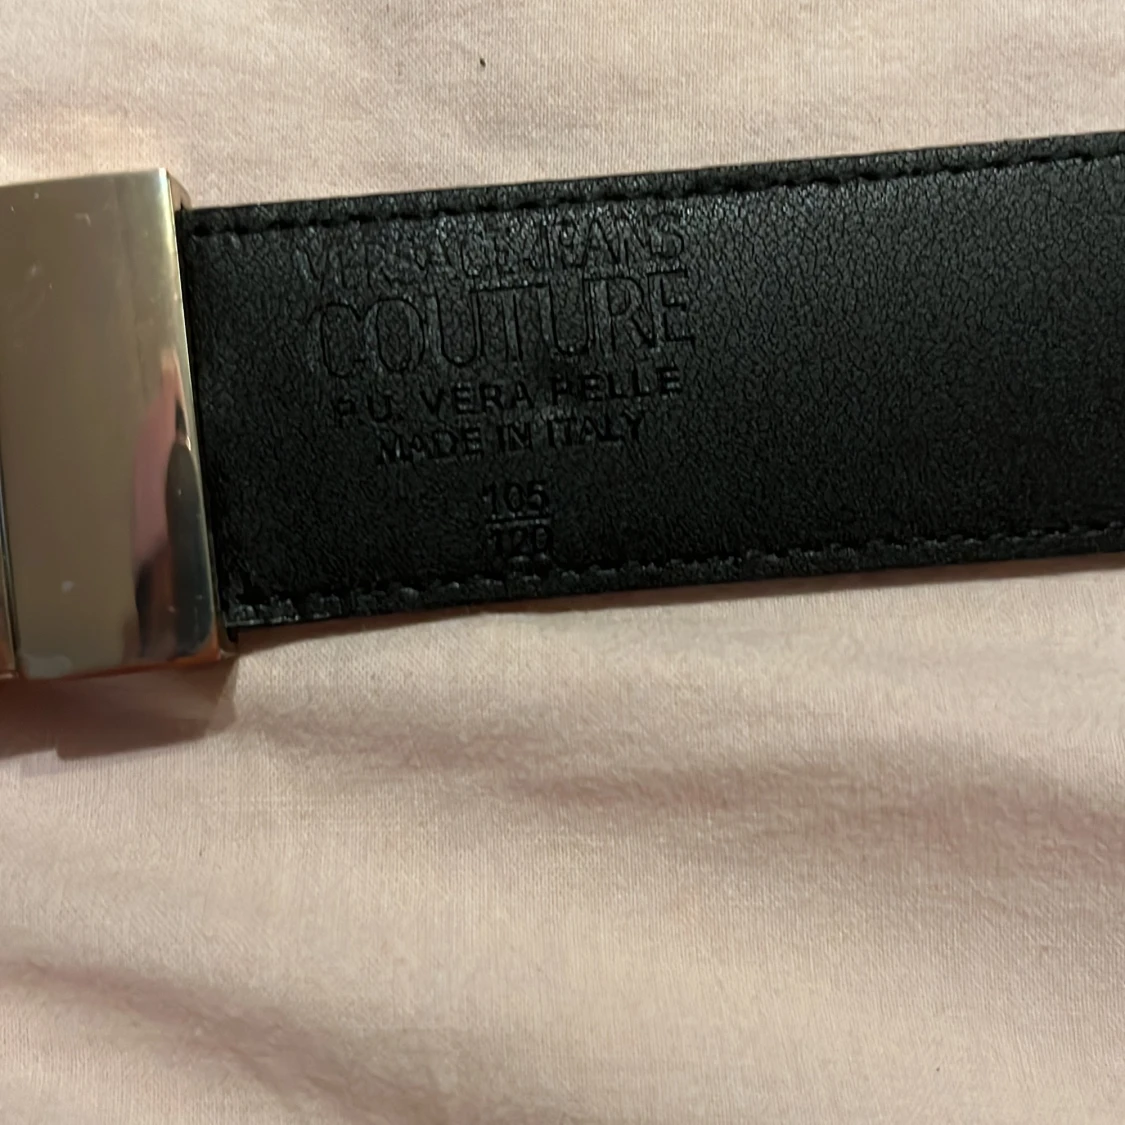 VERSACE JEANS
COUTURE
P.U. VERA PELLE
MADE IN ITALY
105
120